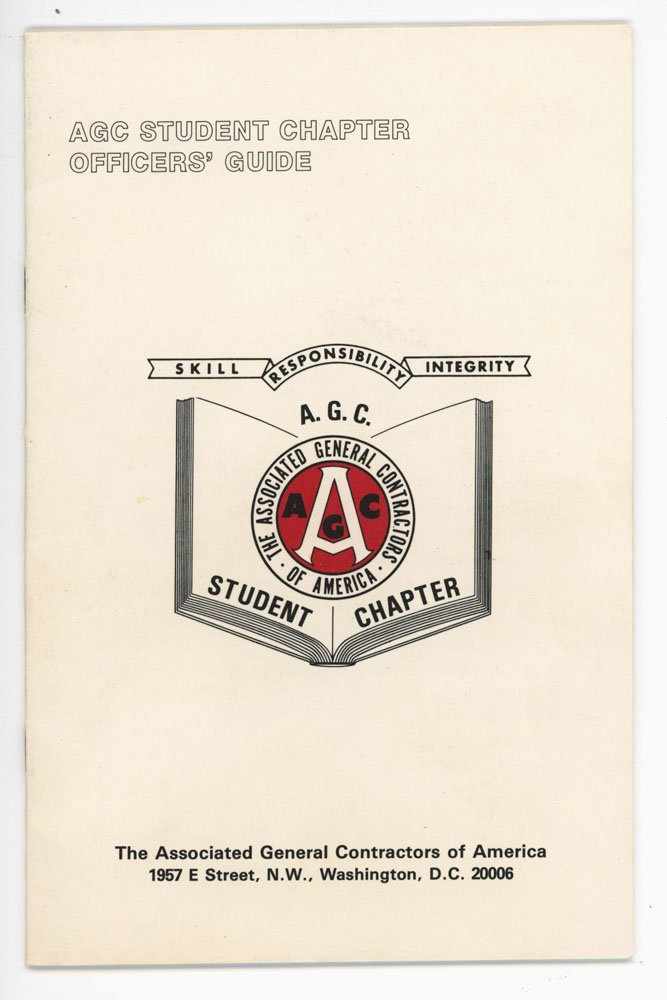 AGC STUDENT CHAPTER
OFFICERS' GUIDE
SKILL RESPONSIBILITY INTEGRITY
A. G. C.
THE ASSOCIATED GENERAL CONTRACTORS
· OF AMERICA ·
A G C
A
STUDENT CHAPTER
The Associated General Contractors of America
1957 E Street, N.W., Washington, D.C. 20006